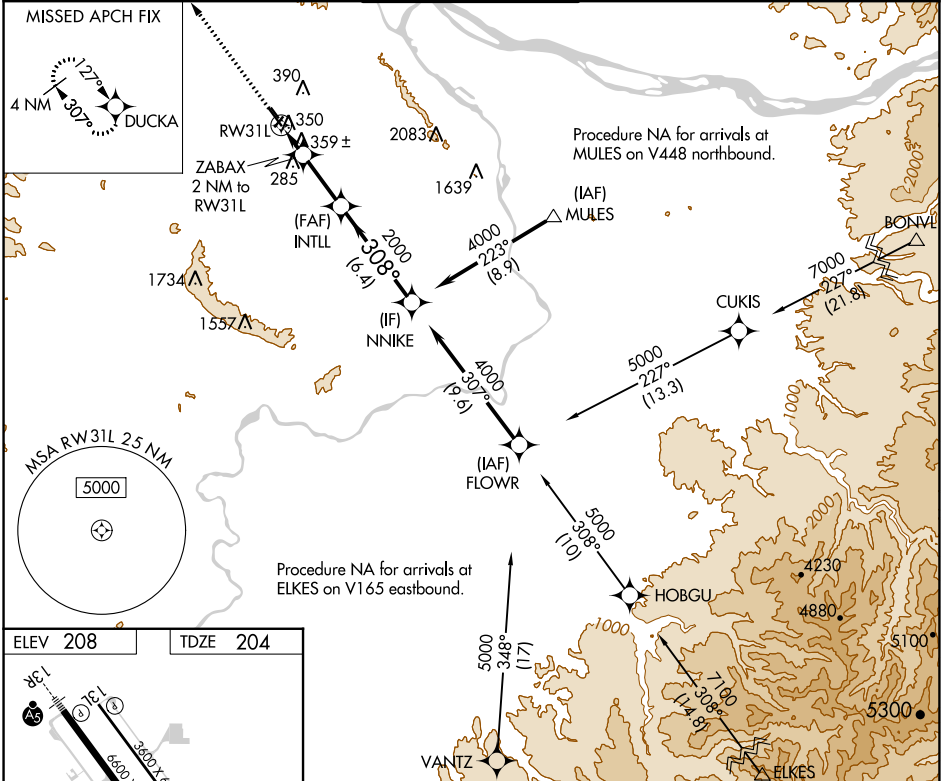 MISSED APCH FIX
127°
4 NM
307°
DUCKA
390
350
RW31L
359 ±
ZABAX
2 NM to
RW31L
285
2083
1639
Procedure NA for arrivals at
MULES on V448 northbound.
(IAF)
MULES
(FAF)
INTLL
2000
308°
(6.4)
4000
223°
(8.9)
2000
BONVL
7000
227°
(21.8)
1734
1557
(IF)
NNIKE
CUKIS
5000
227°
(13.3)
4000
307°
(9.6)
1000
MSA RW31L 25 NM
5000
(IAF)
FLOWR
5000
308°
(10)
2000
Procedure NA for arrivals at
ELKES on V165 eastbound.
HOBGU
4230
4880
5100
1000
5300
5000
348°
(17)
7100
308°
(14.8)
VANTZ
ELKES
ELEV 208
TDZE 204
13R
13L
A5
P
P
6600
3600 X